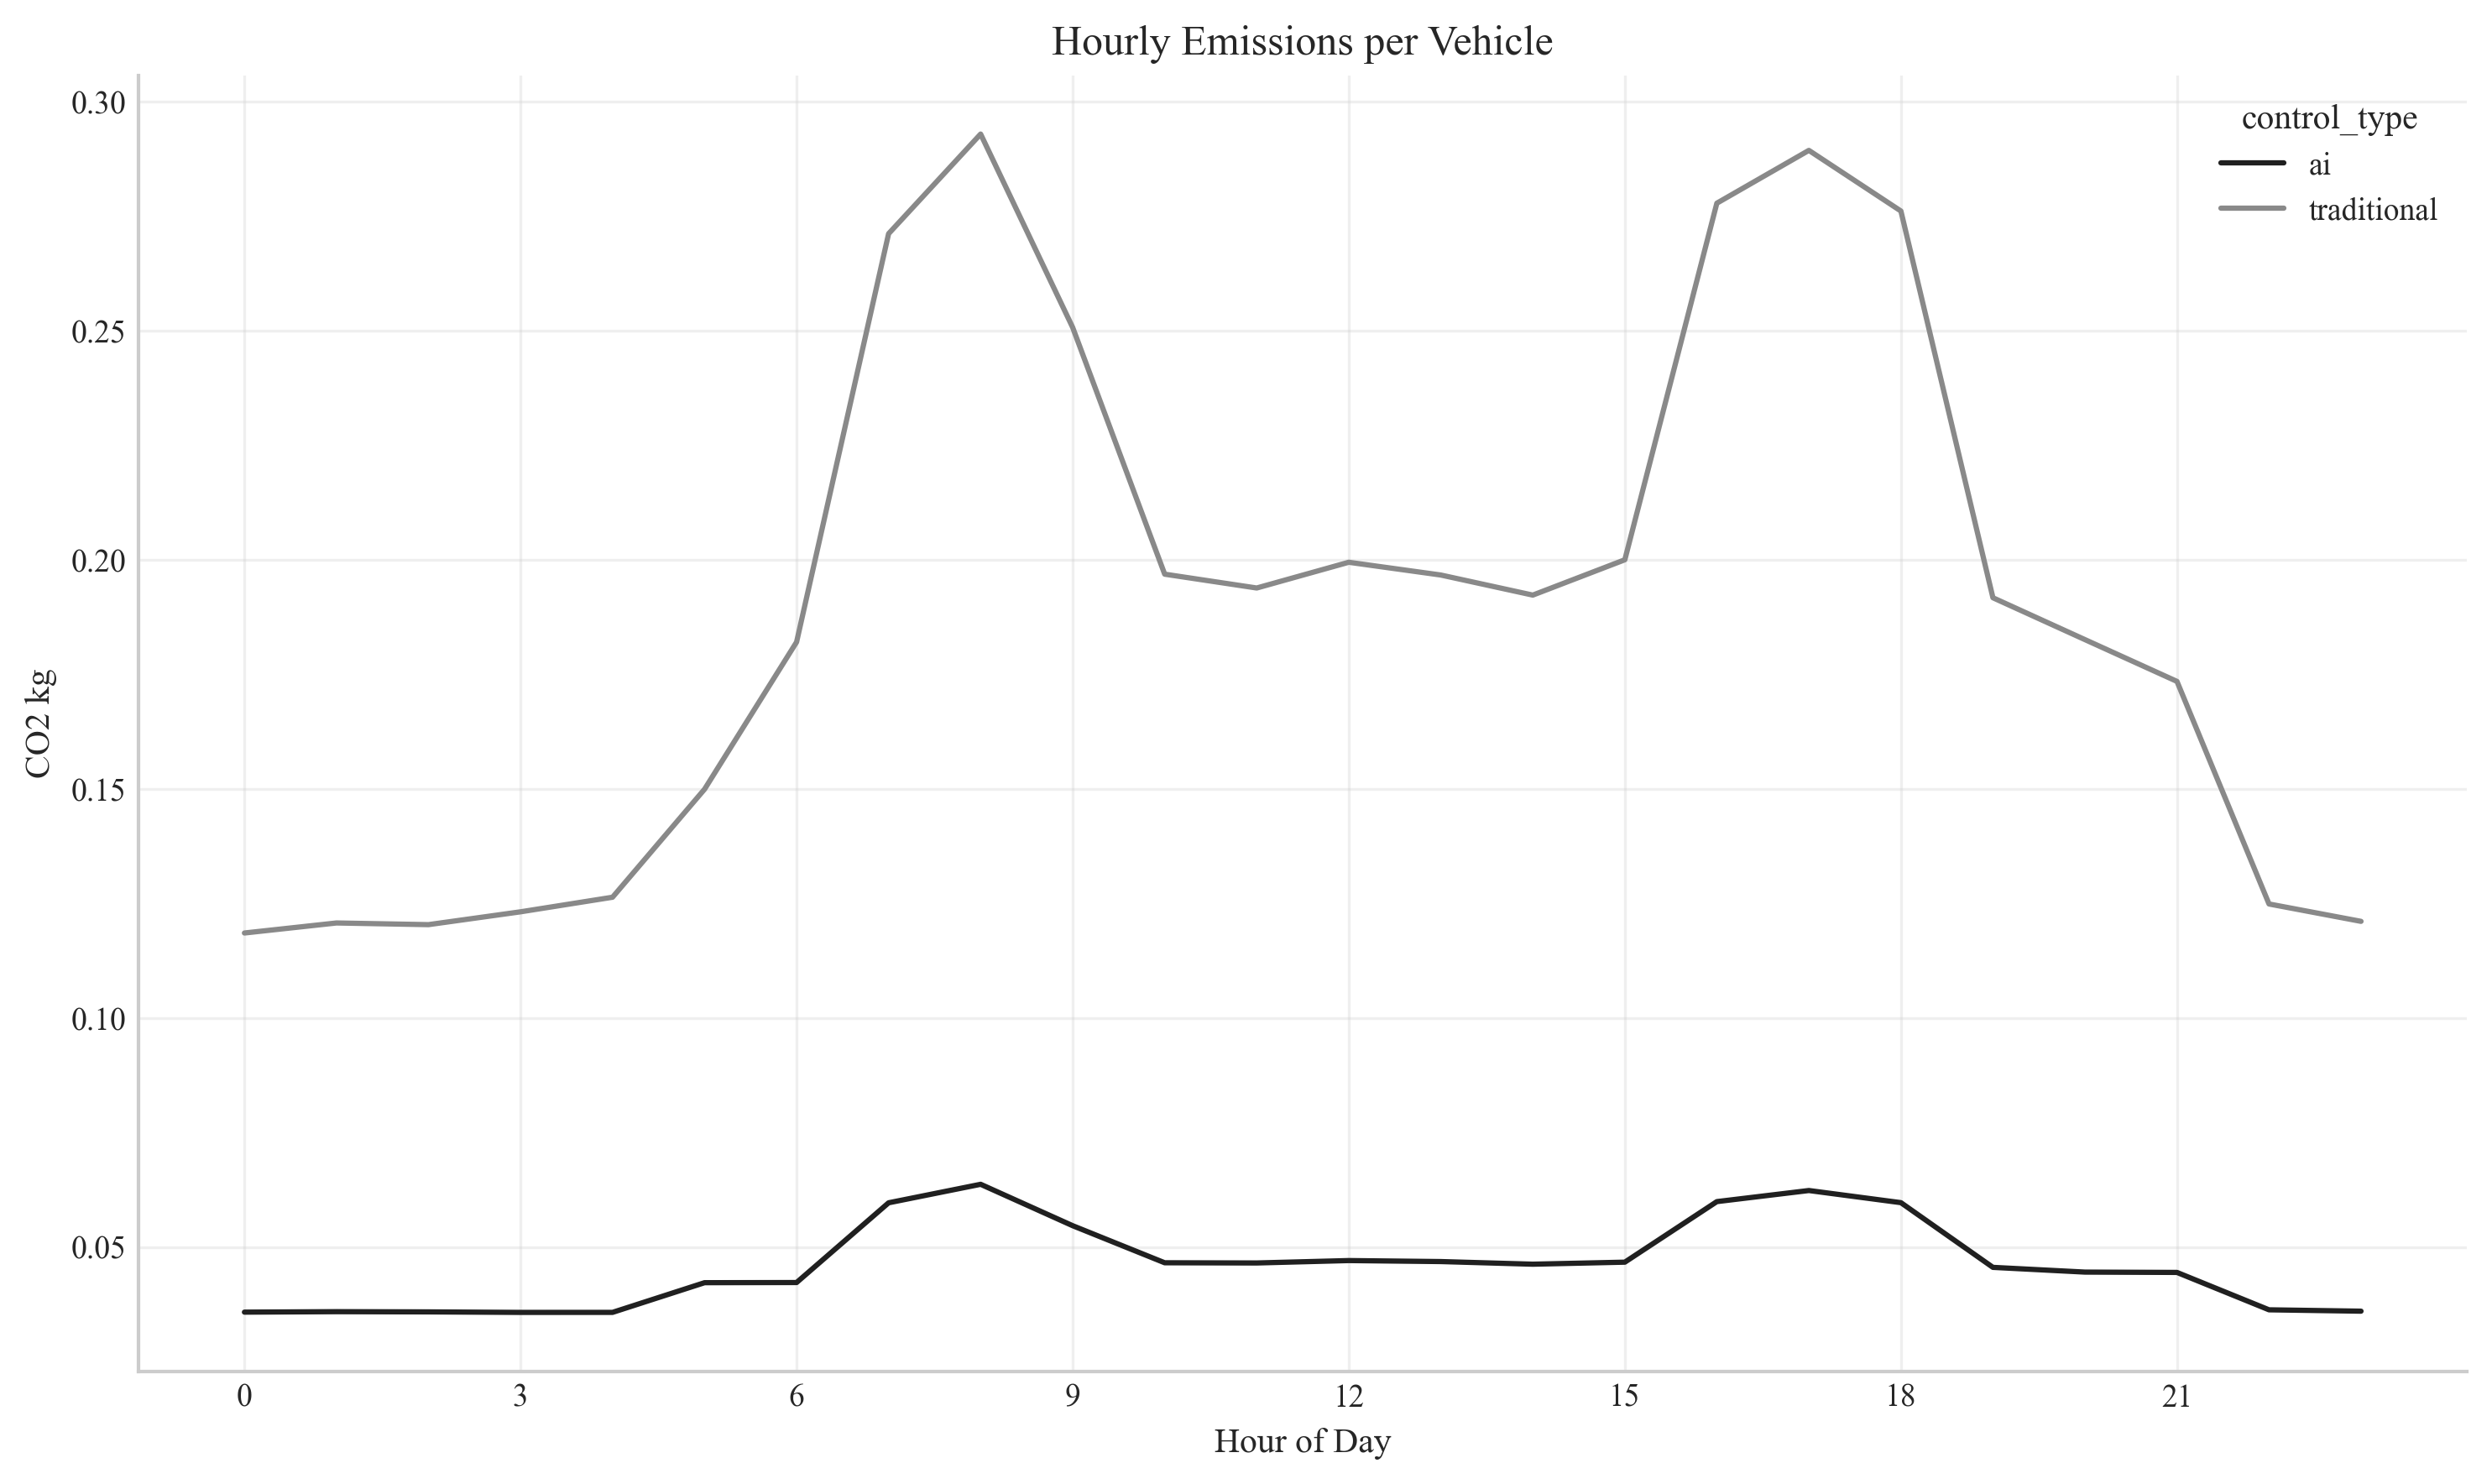 Hourly Emissions per Vehicle
control_type
ai
traditional
0.30
0.25
0.20
0.15
0.10
0.05
CO2 kg
0 3 6 9 12 15 18 21
Hour of Day